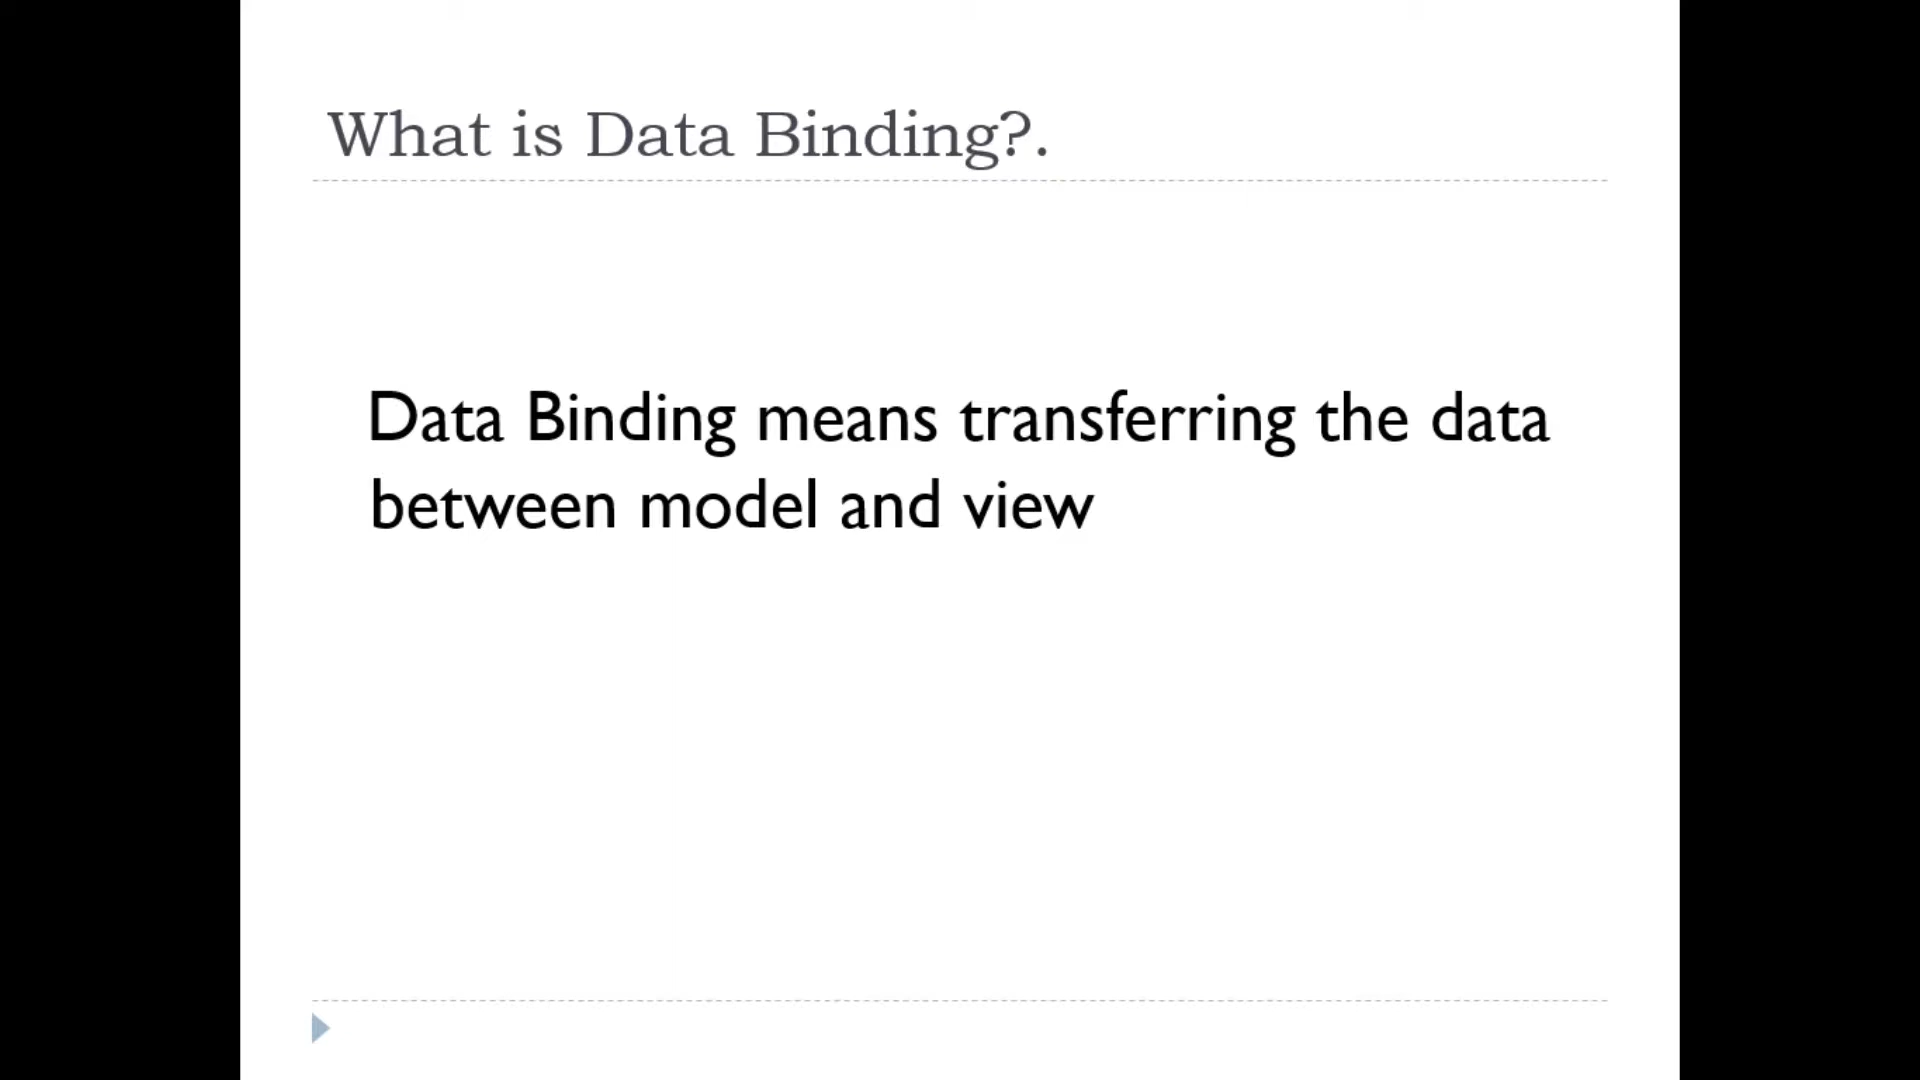 What is Data Binding?.
Data Binding means transferring the data
between model and view